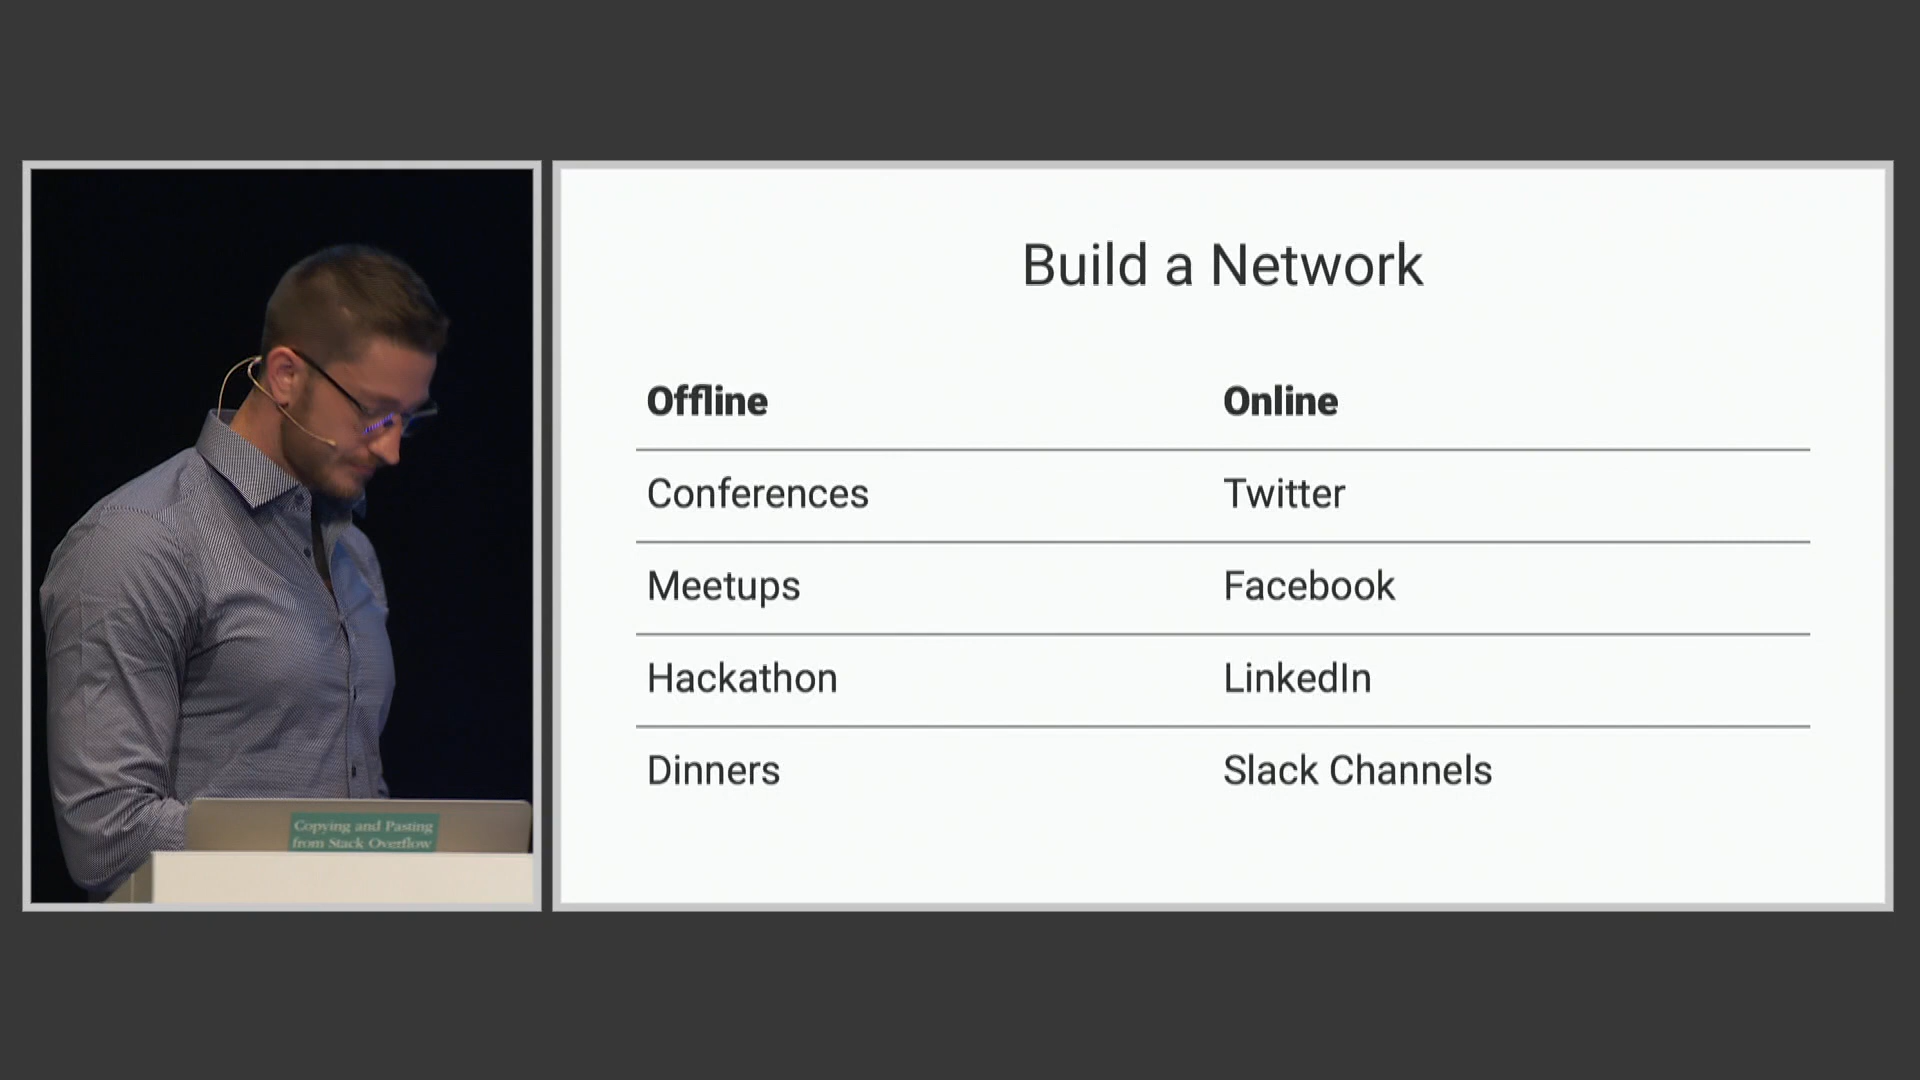 Build a Network
Offline Online
Conferences Twitter
Meetups Facebook
Hackathon LinkedIn
Dinners Slack Channels
Copying and Pasting
from Stack Overflow